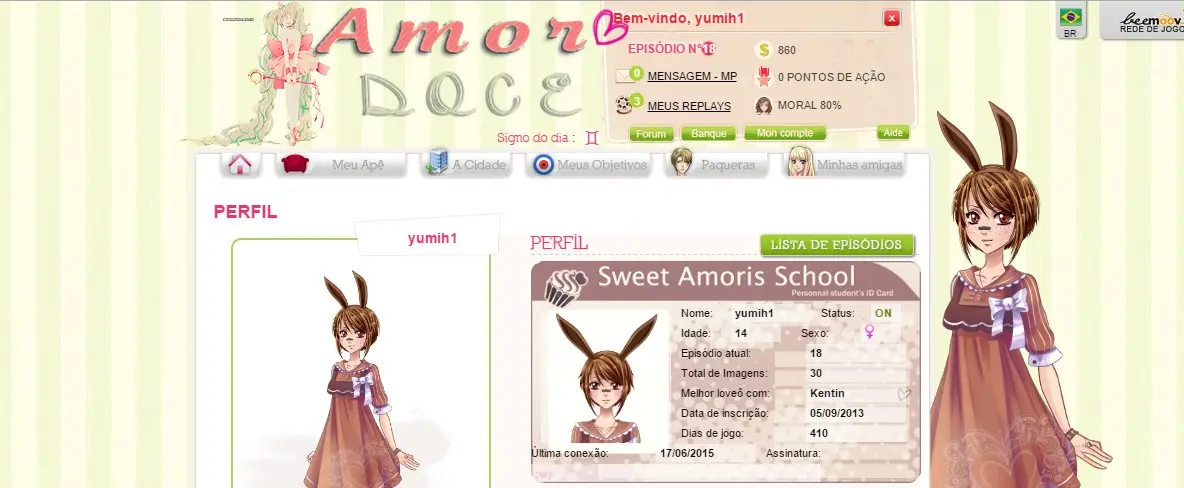 Amor
DOCE
Bem-vindo, yumih1
x
EPISÓDIO N°18
$ 860
0 MENSAGEM - MP
0 PONTOS DE AÇÃO
3 MEUS REPLAYS
MORAL 80%
Forum Banque Mon compte Aide
BR
beemoov
REDE DE JOGO
Signo do dia : ♊
Meu Apê A Cidade Meus Objetivos Paqueras Minhas amigas
PERFIL
yumih1
PERFIL
LISTA DE EPISÓDIOS
Sweet Amoris School
Personnal student's ID Card
Nome: yumih1 Status: ON
Idade: 14 Sexo: ♀
Episódio atual: 18
Total de Imagens: 30
Melhor loveô com: Kentin
Data de inscrição: 05/09/2013
Dias de jogo: 410
Última conexão: 17/06/2015 Assinatura: